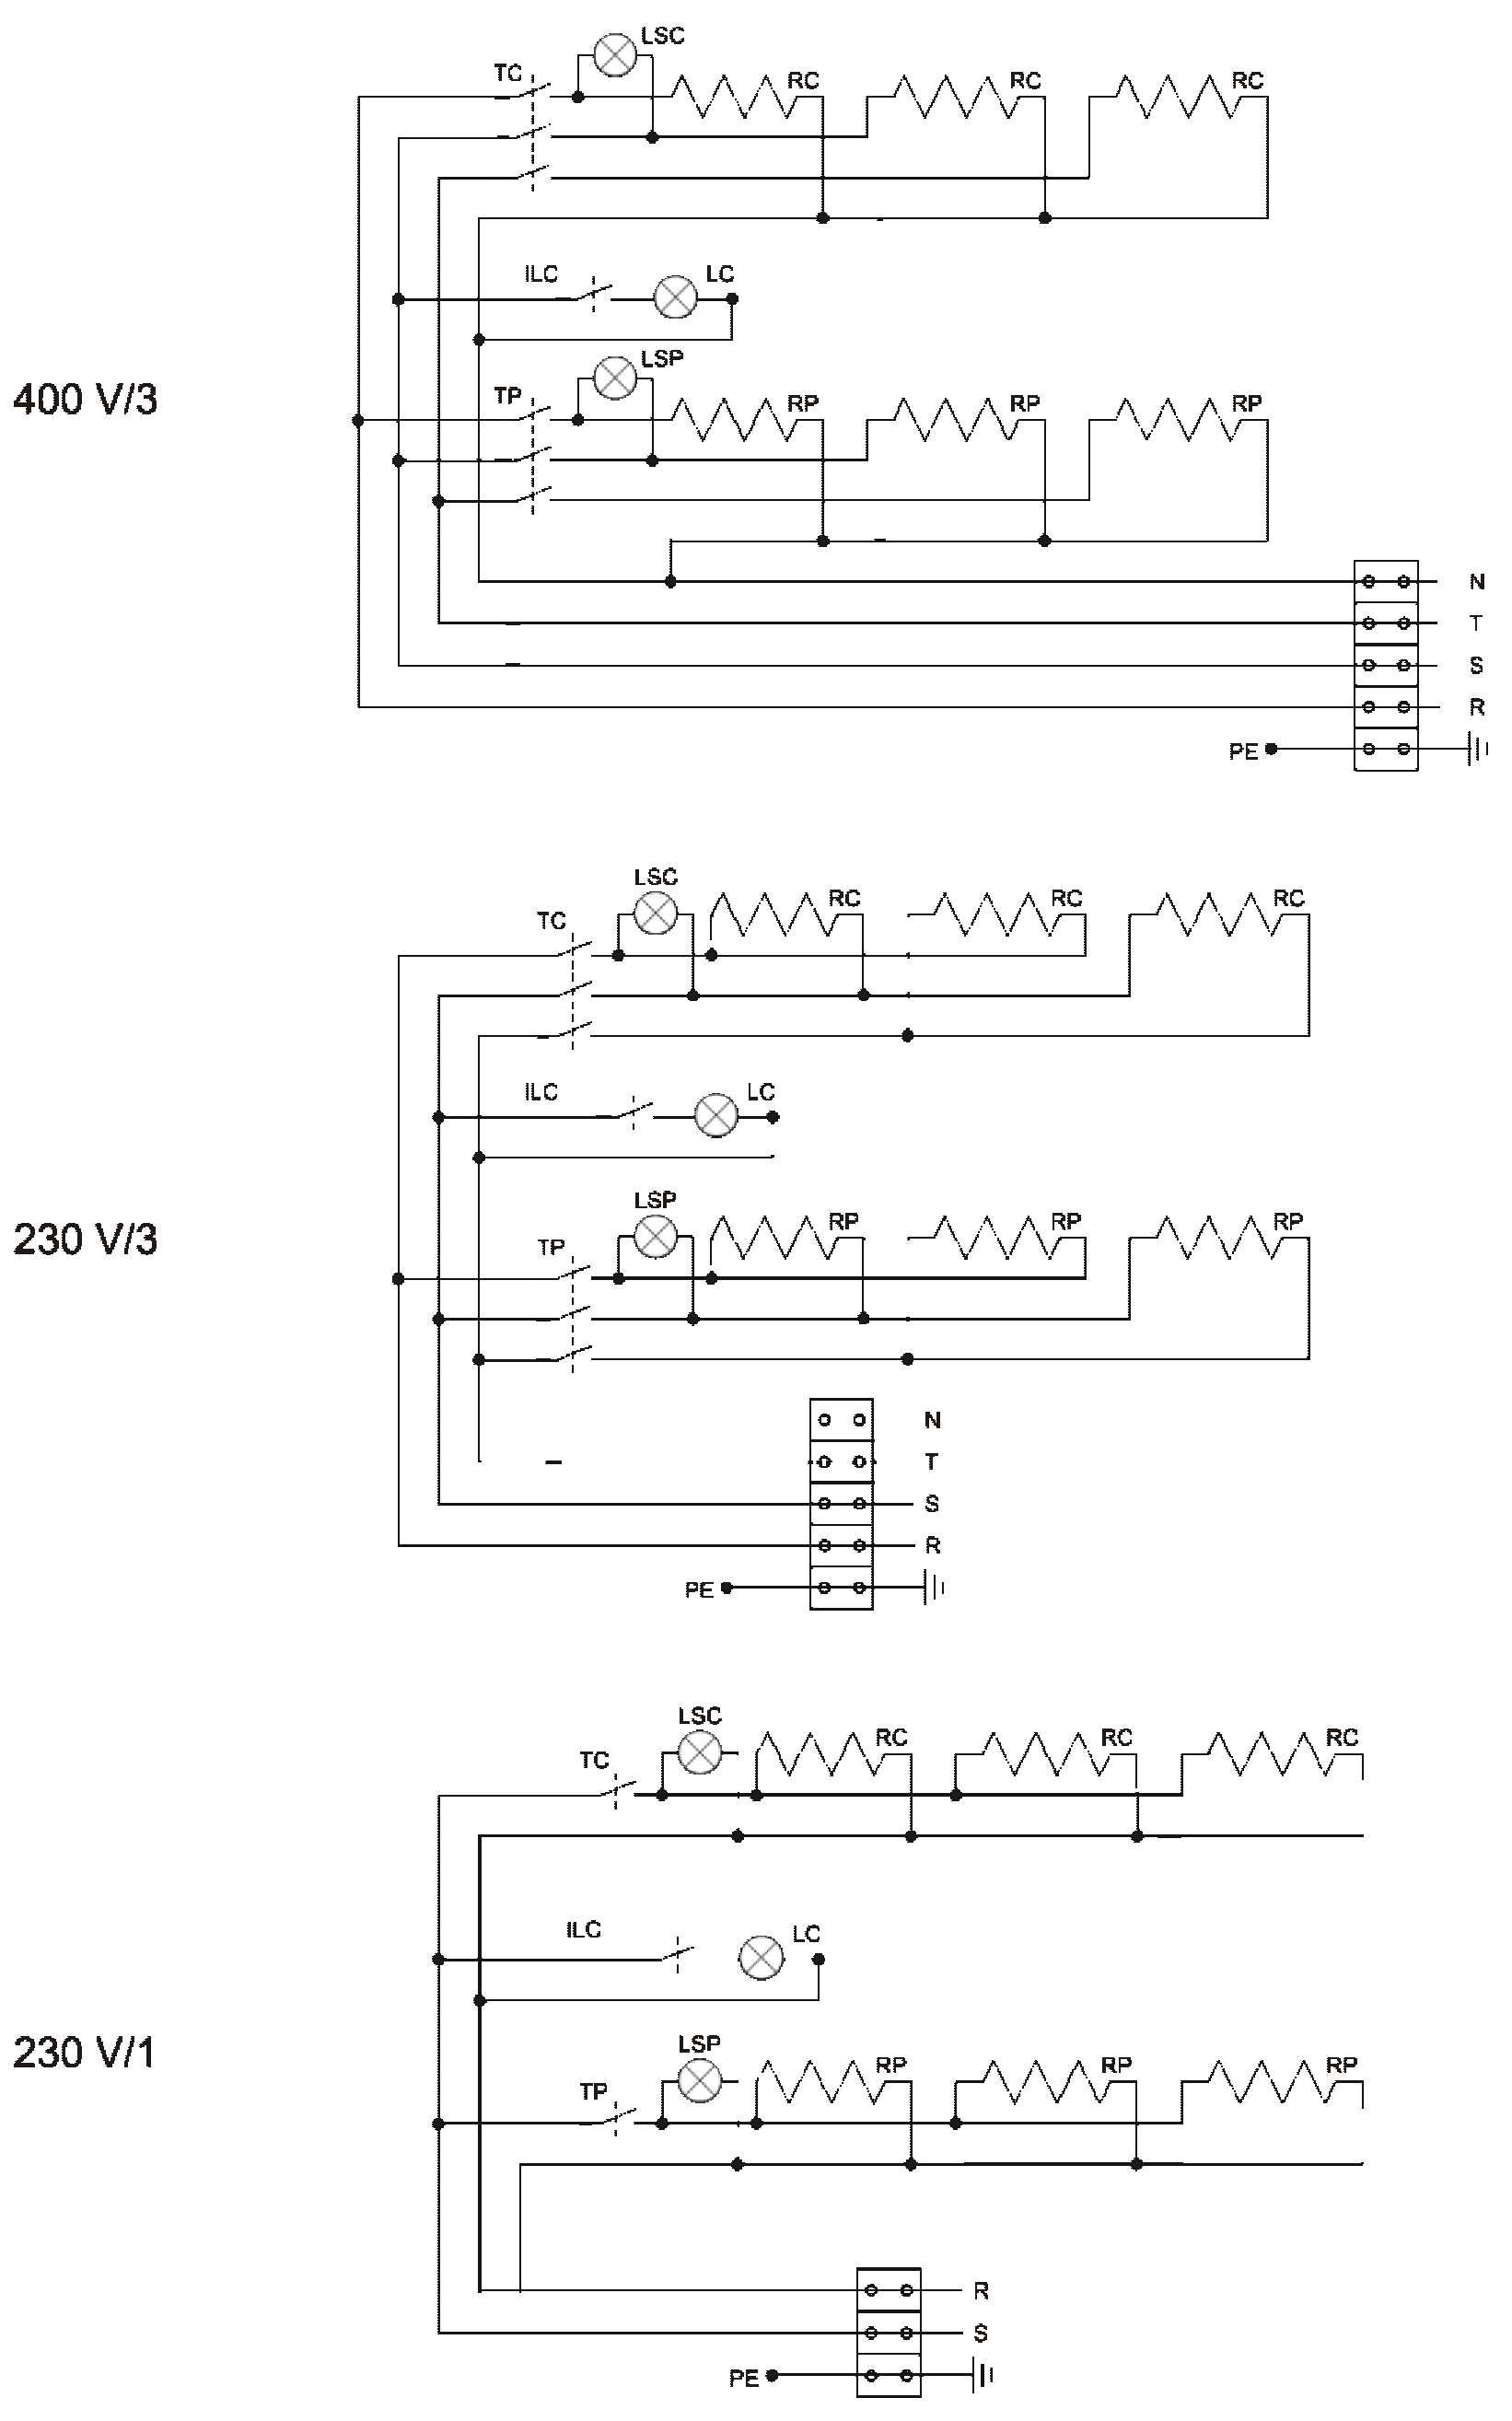 LSC
TC RC RC RC
ILC LC
LSP
400 V/3 TP RP RP RP
N
T
S
R
PE
LSC
TC RC RC RC
ILC LC
LSP
230 V/3 TP RP RP RP
N
T
S
R
PE
LSC
TC RC RC RC
ILC LC
LSP
230 V/1 TP RP RP RP
R
S
PE